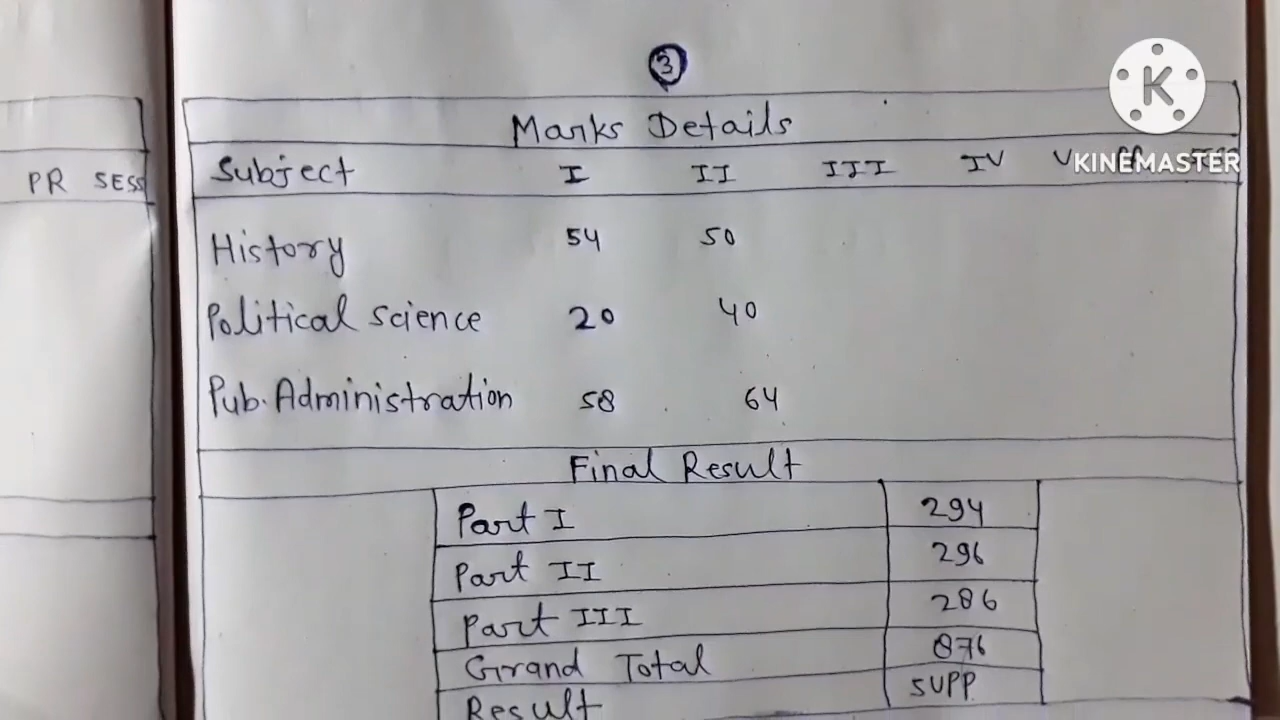 3
Marks Details
PR SESS
Subject I II III IV V
KINEMASTER
History 54 50
Political Science 20 40
Pub. Administration 58 64
Final Result
Part I 294
Part II 296
Part III 286
Grand Total 876
Result SUPP